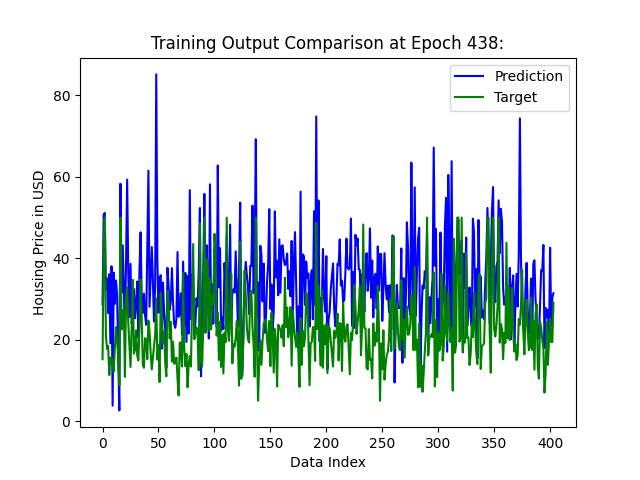 Training Output Comparison at Epoch 438:
Prediction
Target
Housing Price in USD
80
60
40
20
0
0 50 100 150 200 250 300 350 400
Data Index